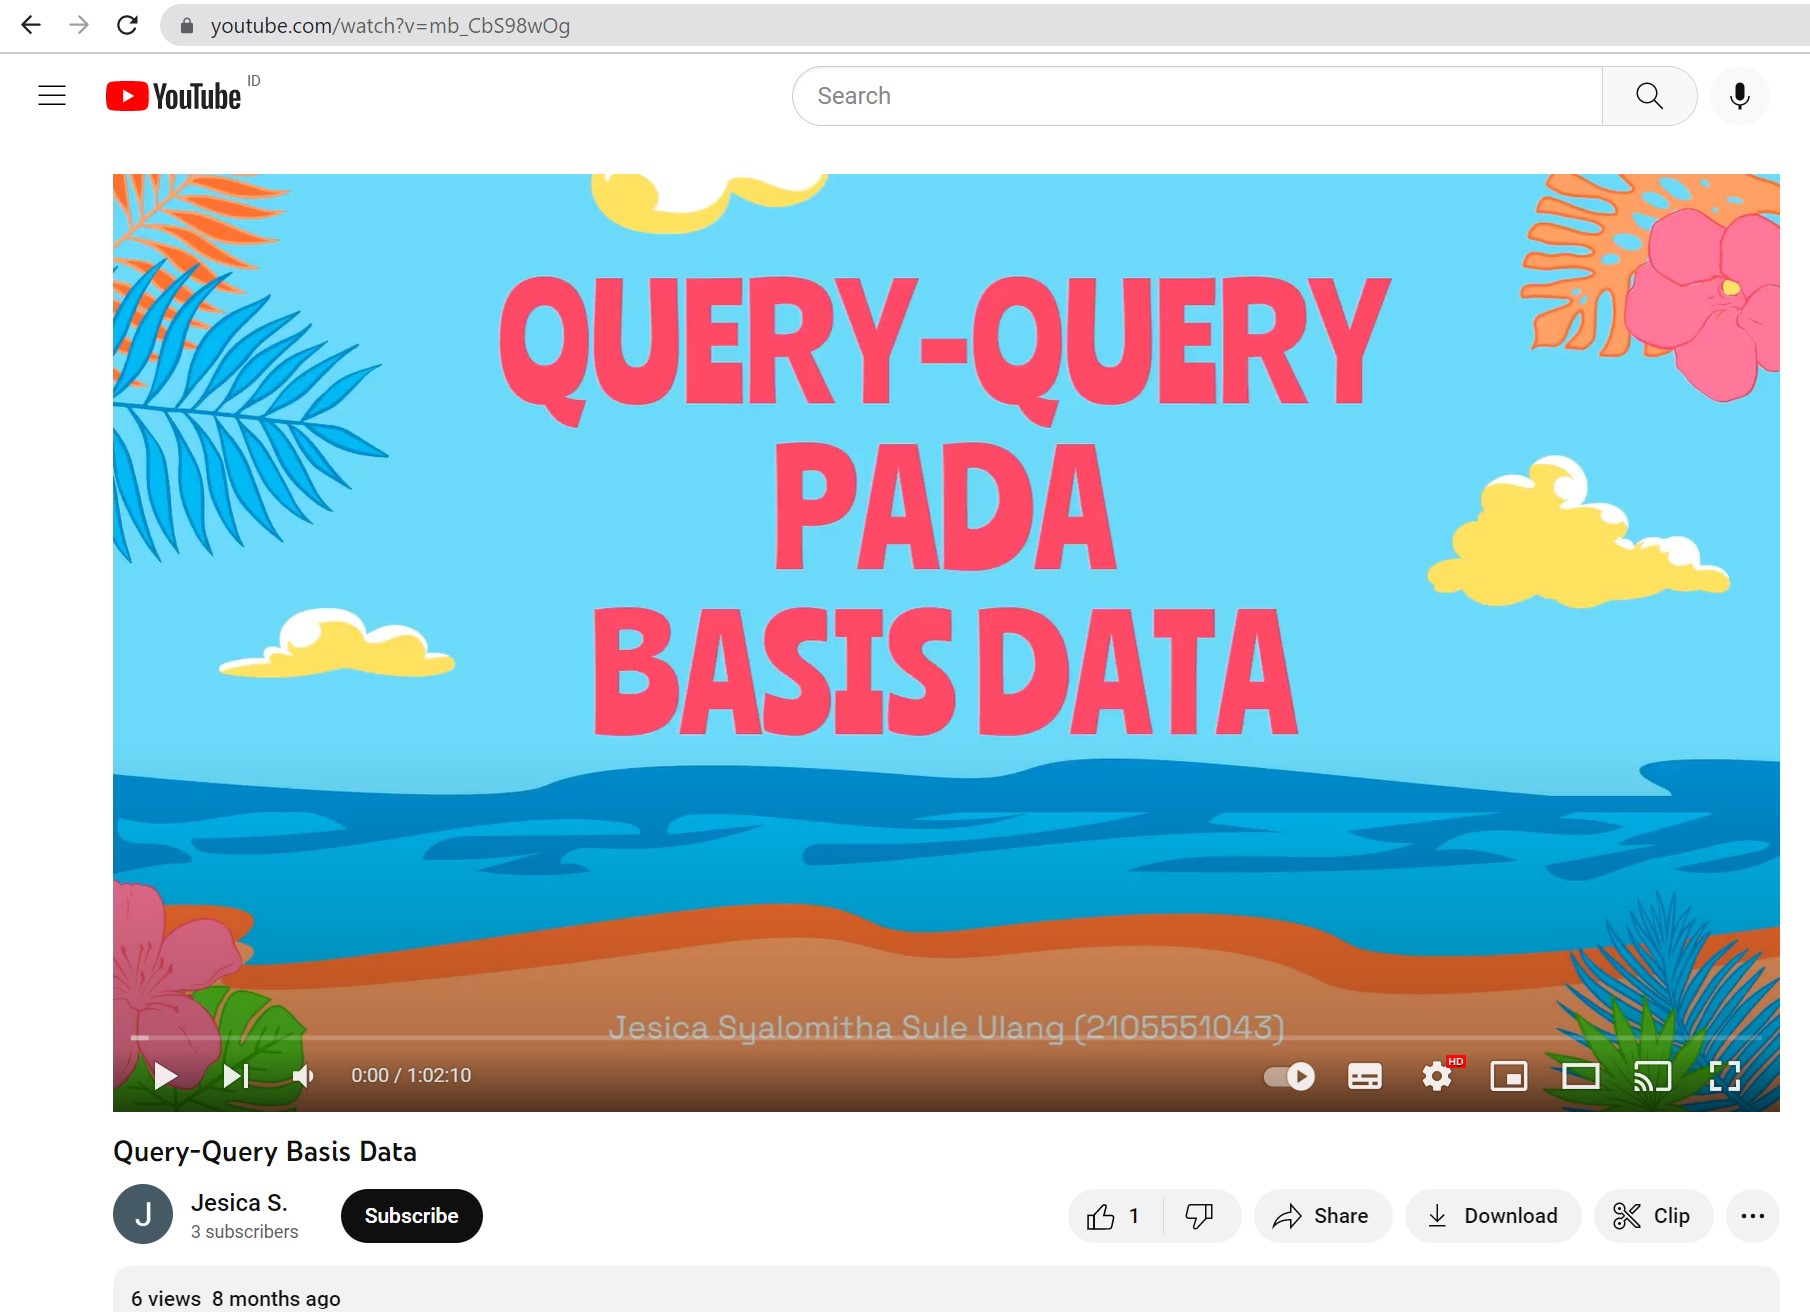 youtube.com/watch?v=mb_CbS98wOg
YouTube ID
Search
QUERY-QUERY
PADA
BASIS DATA
Jesica Syalomitha Sule Ulang (2105551043)
0:00 / 1:02:10
HD
Query-Query Basis Data
J
Jesica S.
3 subscribers
Subscribe
1
Share
Download
Clip
6 views 8 months ago